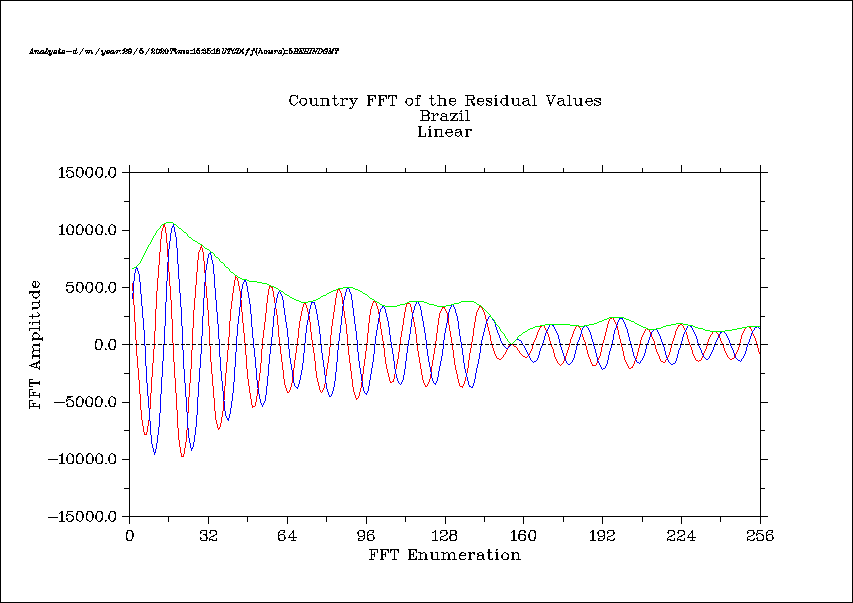 Country FFT of the Residual Values
Brazil
Linear
15000.0
10000.0
5000.0
0.0
−5000.0
−10000.0
−15000.0
FFT Amplitude
0 32 64 96 128 160 192 224 256
FFT Enumeration